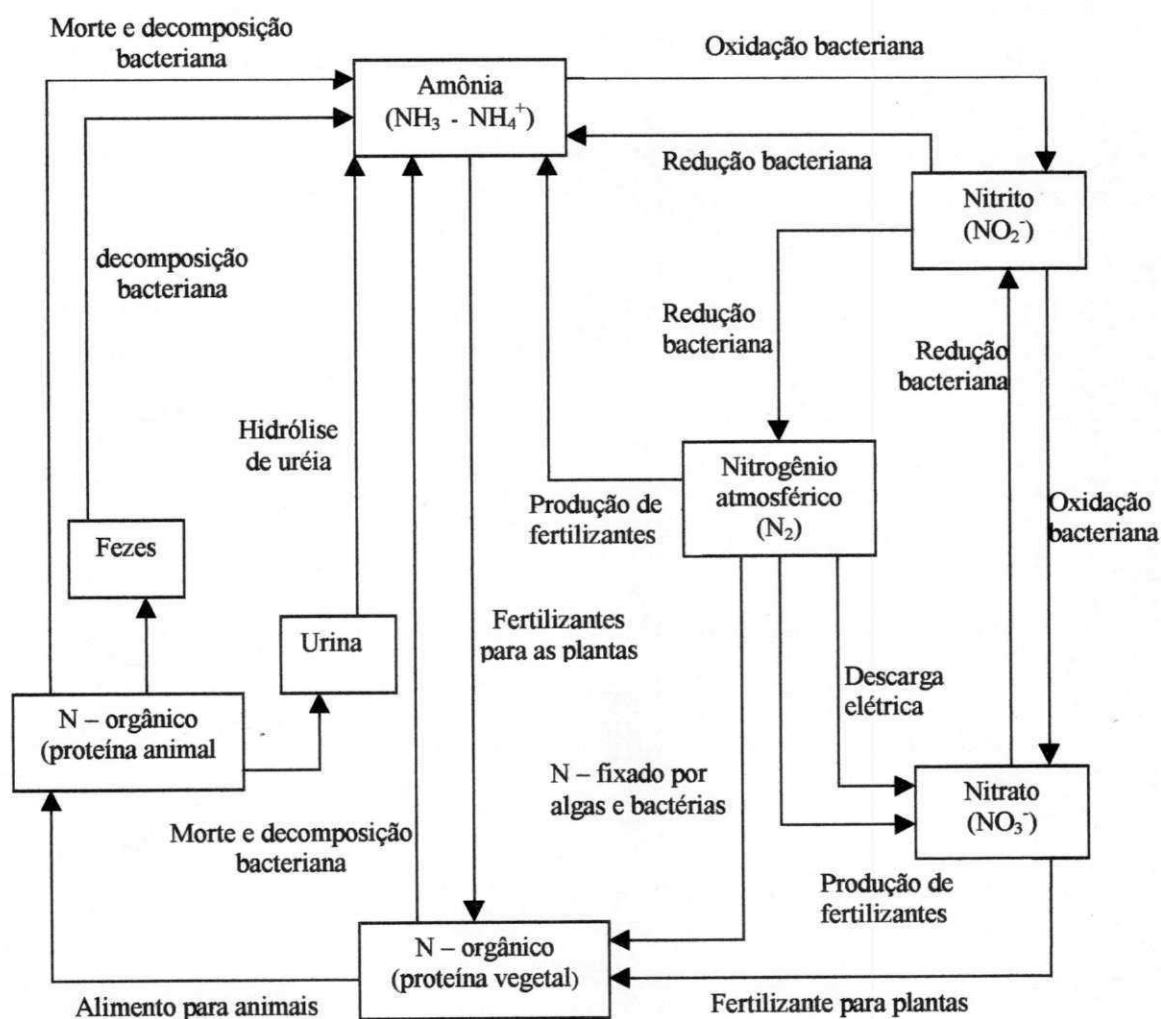 Morte e decomposição
bacteriana
Oxidação bacteriana
Amônia
(NH₃ - NH₄⁺)
Redução bacteriana
Nitrito
(NO₂⁻)
decomposição
bacteriana
Redução
bacteriana
Redução
bacteriana
Hidrólise
de uréia
Nitrogênio
atmosférico
(N₂)
Produção de
fertilizantes
Oxidação
bacteriana
Fezes
Urina
Fertilizantes
para as plantas
Descarga
elétrica
N – orgânico
(proteína animal
N – fixado por
algas e bactérias
Nitrato
(NO₃⁻)
Morte e decomposição
bacteriana
Produção de
fertilizantes
N – orgânico
(proteína vegetal)
Alimento para animais
Fertilizante para plantas